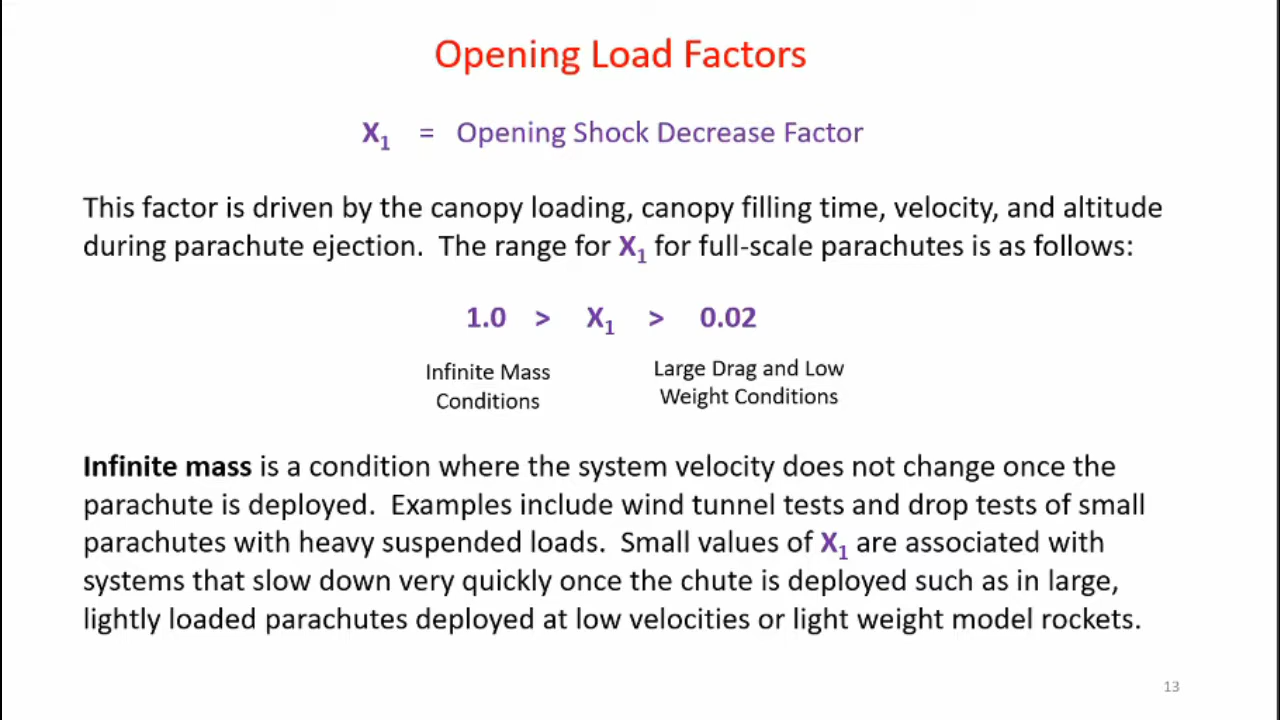 Opening Load Factors
X1 = Opening Shock Decrease Factor
This factor is driven by the canopy loading, canopy filling time, velocity, and altitude
during parachute ejection. The range for X1 for full-scale parachutes is as follows:
1.0 > X1 > 0.02
Infinite Mass
Conditions
Large Drag and Low
Weight Conditions
Infinite mass is a condition where the system velocity does not change once the
parachute is deployed. Examples include wind tunnel tests and drop tests of small
parachutes with heavy suspended loads. Small values of X1 are associated with
systems that slow down very quickly once the chute is deployed such as in large,
lightly loaded parachutes deployed at low velocities or light weight model rockets.
13